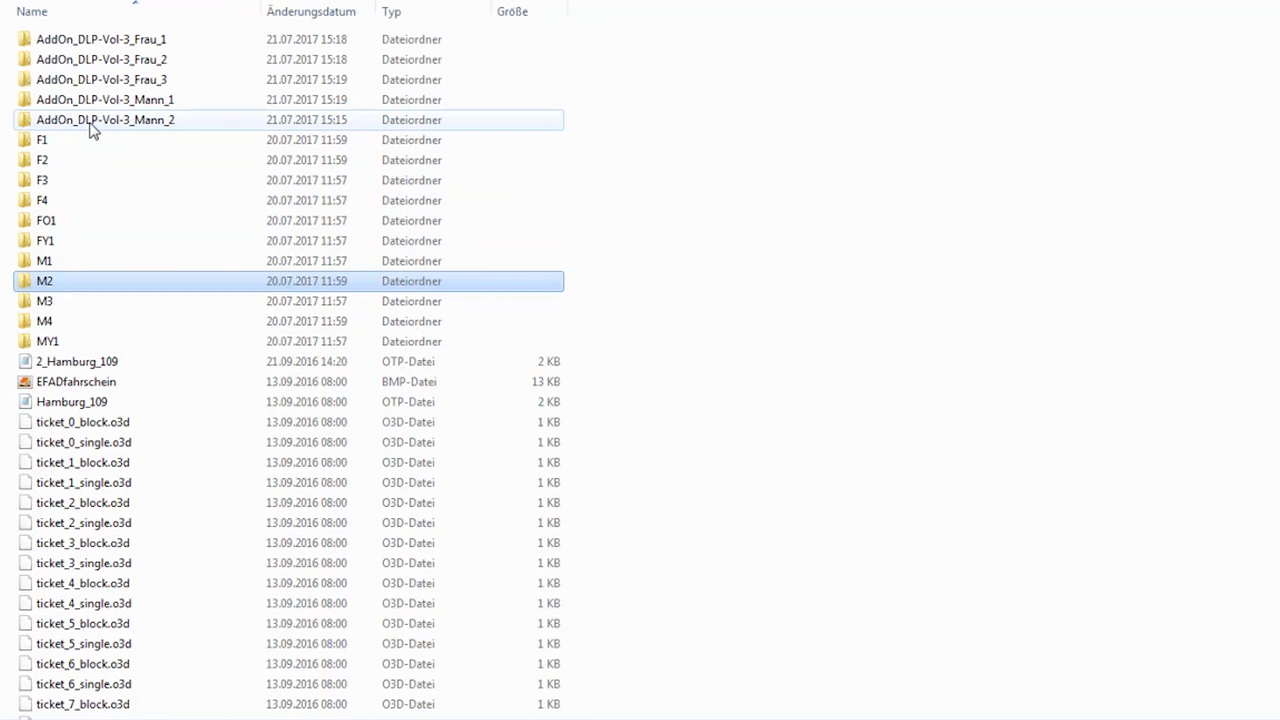 Name Änderungsdatum Typ Größe
AddOn_DLP-Vol-3_Frau_1 21.07.2017 15:18 Dateiordner
AddOn_DLP-Vol-3_Frau_2 21.07.2017 15:18 Dateiordner
AddOn_DLP-Vol-3_Frau_3 21.07.2017 15:19 Dateiordner
AddOn_DLP-Vol-3_Mann_1 21.07.2017 15:19 Dateiordner
AddOn_DLP-Vol-3_Mann_2 21.07.2017 15:15 Dateiordner
F1 20.07.2017 11:59 Dateiordner
F2 20.07.2017 11:59 Dateiordner
F3 20.07.2017 11:57 Dateiordner
F4 20.07.2017 11:57 Dateiordner
FO1 20.07.2017 11:57 Dateiordner
FY1 20.07.2017 11:57 Dateiordner
M1 20.07.2017 11:57 Dateiordner
M2 20.07.2017 11:59 Dateiordner
M3 20.07.2017 11:57 Dateiordner
M4 20.07.2017 11:59 Dateiordner
MY1 20.07.2017 11:57 Dateiordner
2_Hamburg_109 21.09.2016 14:20 OTP-Datei 2 KB
EFADfahrschein 13.09.2016 08:00 BMP-Datei 13 KB
Hamburg_109 13.09.2016 08:00 OTP-Datei 2 KB
ticket_0_block.o3d 13.09.2016 08:00 O3D-Datei 1 KB
ticket_0_single.o3d 13.09.2016 08:00 O3D-Datei 1 KB
ticket_1_block.o3d 13.09.2016 08:00 O3D-Datei 1 KB
ticket_1_single.o3d 13.09.2016 08:00 O3D-Datei 1 KB
ticket_2_block.o3d 13.09.2016 08:00 O3D-Datei 1 KB
ticket_2_single.o3d 13.09.2016 08:00 O3D-Datei 1 KB
ticket_3_block.o3d 13.09.2016 08:00 O3D-Datei 1 KB
ticket_3_single.o3d 13.09.2016 08:00 O3D-Datei 1 KB
ticket_4_block.o3d 13.09.2016 08:00 O3D-Datei 1 KB
ticket_4_single.o3d 13.09.2016 08:00 O3D-Datei 1 KB
ticket_5_block.o3d 13.09.2016 08:00 O3D-Datei 1 KB
ticket_5_single.o3d 13.09.2016 08:00 O3D-Datei 1 KB
ticket_6_block.o3d 13.09.2016 08:00 O3D-Datei 1 KB
ticket_6_single.o3d 13.09.2016 08:00 O3D-Datei 1 KB
ticket_7_block.o3d 13.09.2016 08:00 O3D-Datei 1 KB